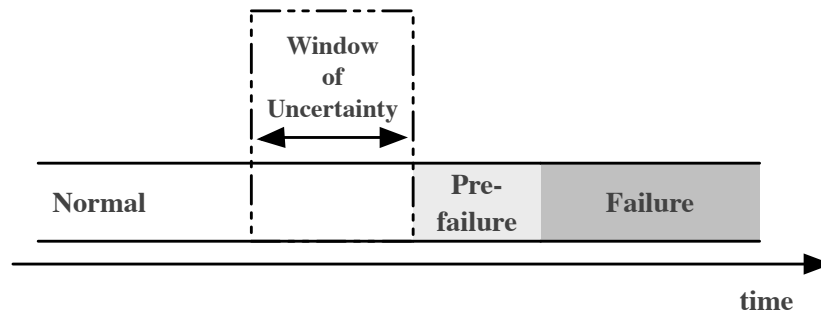 Window
of
Uncertainty
Normal
Pre-
failure
Failure
time